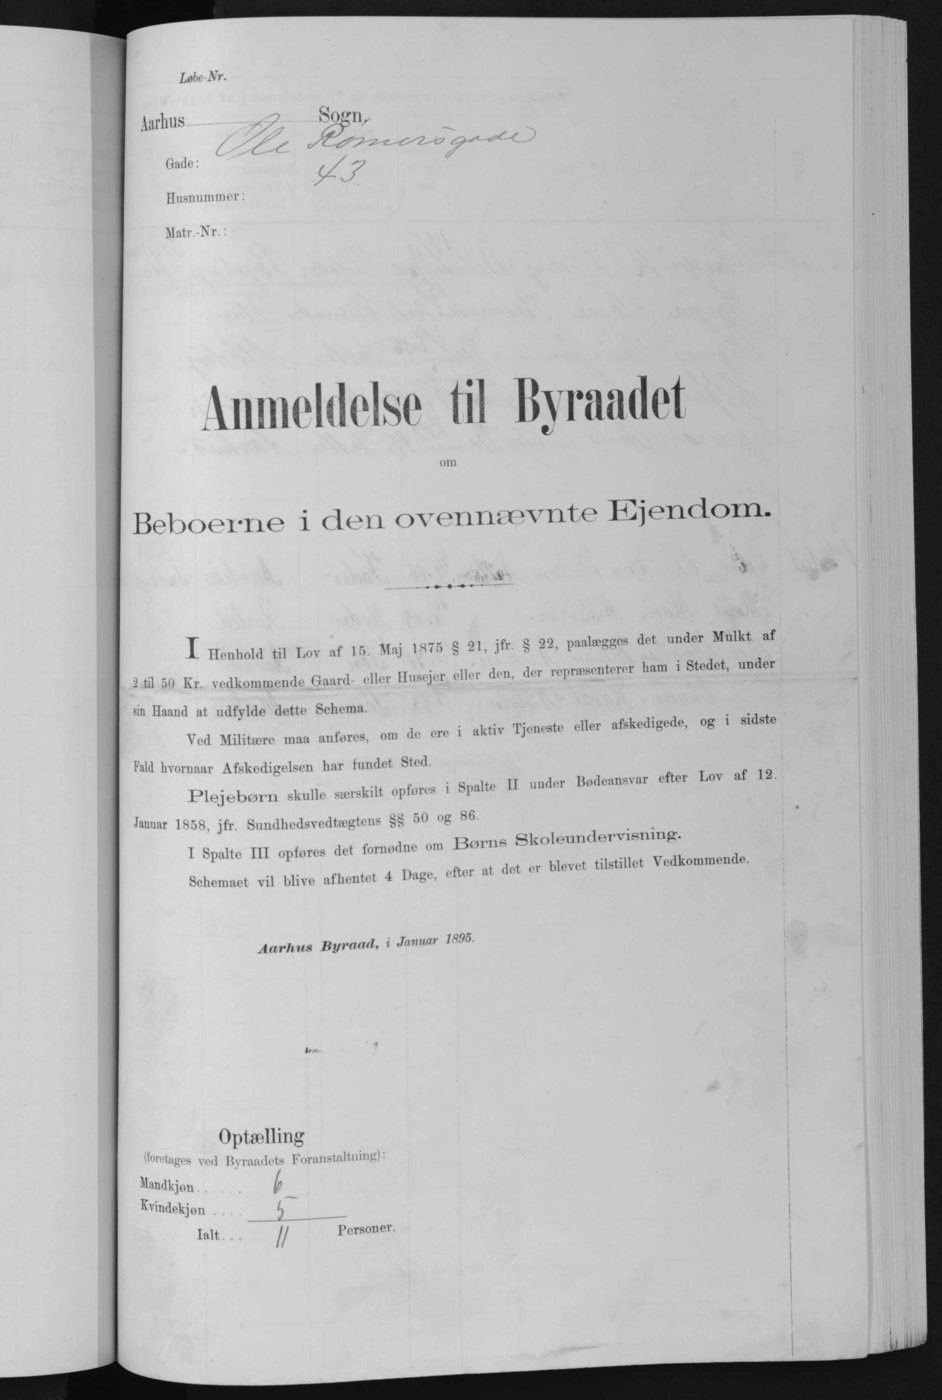 Løbe-Nr.
Aarhus Sogn.
Gade: Ole Romersgade
Husnummer: 43.
Matr.-Nr.:
Anmeldelse til Byraadet
om
Beboerne i den ovennævnte Ejendom.
I Henhold til Lov af 15. Maj 1875 § 21, jfr. § 22, paalægges det under Mulkt af
2 til 50 Kr. vedkommende Gaard- eller Husejer eller den, der repræsenterer ham i Stedet, under
sin Haand at udfylde dette Schema.
Ved Militære maa anføres, om de ere i aktiv Tjeneste eller afskedigede, og i sidste
Fald hvornaar Afskedigelsen har fundet Sted.
Plejebørn skulle særskilt opføres i Spalte II under Bødeansvar efter Lov af 12.
Januar 1858, jfr. Sundhedsvedtægtens §§ 50 og 86.
I Spalte III opføres det fornødne om Børns Skoleundervisning.
Schemaet vil blive afhentet 4 Dage, efter at det er blevet tilstillet Vedkommende.
Aarhus Byraad, i Januar 1895.
Optælling
(foretages ved Byraadets Foranstaltning):
Mandkjøn...... 6
Kvindekjøn .... 5
Ialt... 11 Personer.